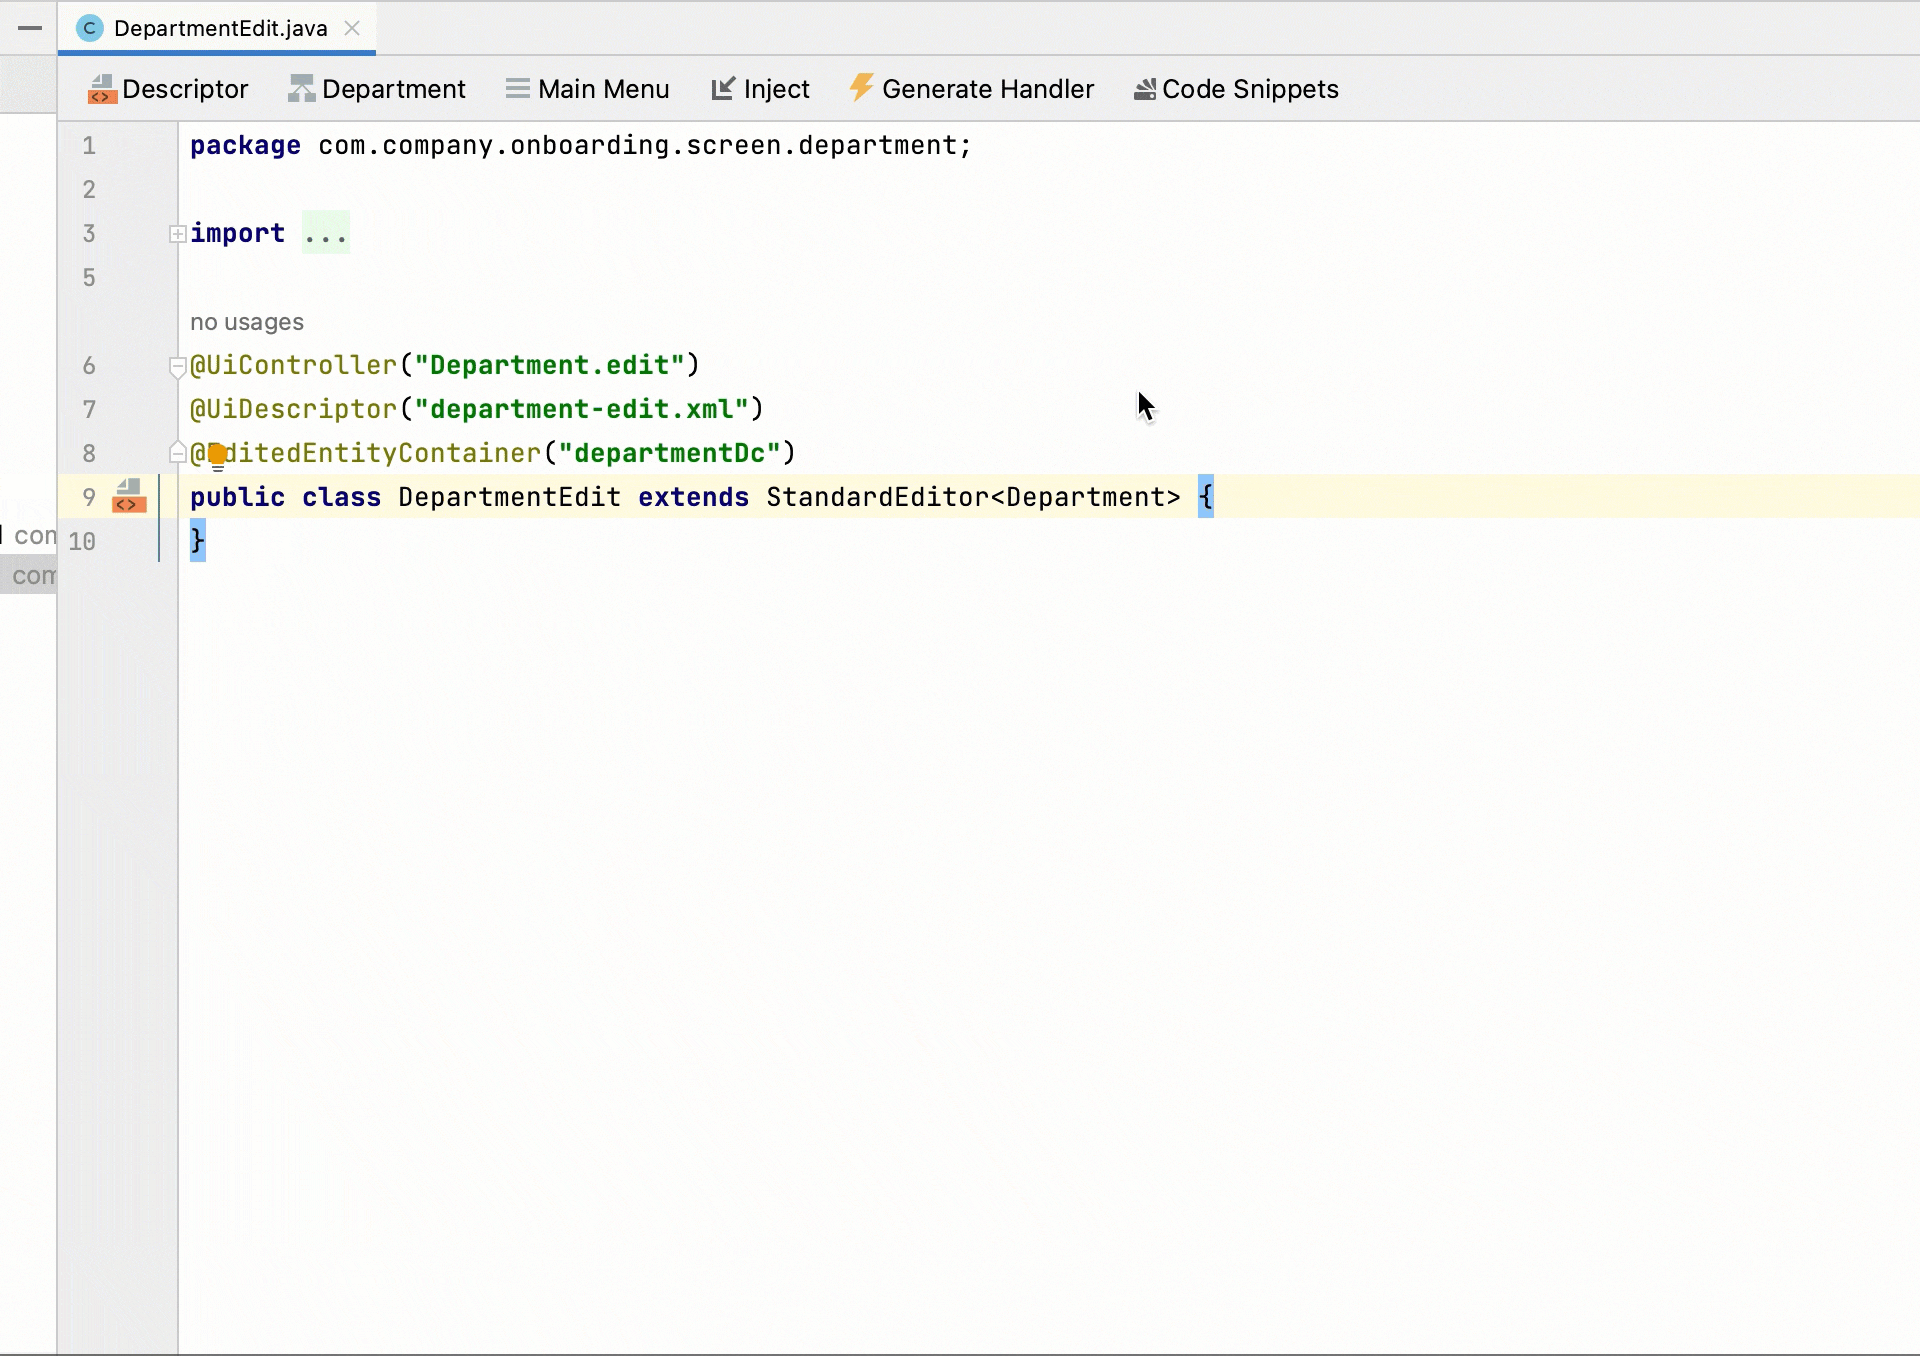 DepartmentEdit.java
Descriptor Department Main Menu Inject Generate Handler Code Snippets
1 package com.company.onboarding.screen.department;
2
3 import ...
5
no usages
6 @UiController("Department.edit")
7 @UiDescriptor("department-edit.xml")
8 @EditedEntityContainer("departmentDc")
9 public class DepartmentEdit extends StandardEditor<Department> {
10 }
com
com